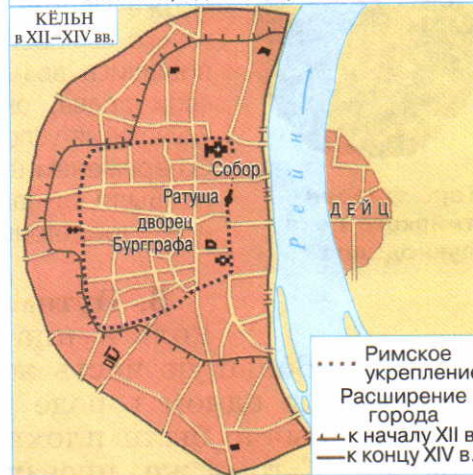 КЁЛЬН
в XII–XIV вв.
Собор
Ратуша
дворец
Бургграфа
Рейн
ДЕЙЦ
Римское
укрепление
Расширение
города
к началу XII в
к концу XIV в.